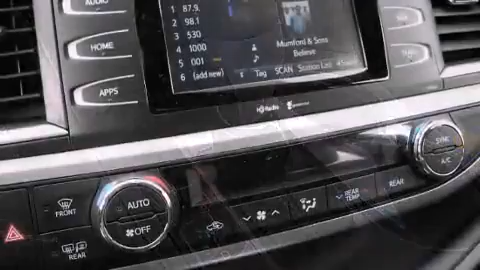 AUDIO
HOME
APPS
1 87.9
2 98.1
3 530
4 1000
5 001
6 (add new)
Mumford & Sons
Believe
Tag SCAN Station List
HD Radio
FRONT
REAR
AUTO
OFF
REAR TEMP
REAR
SYNC
A/C